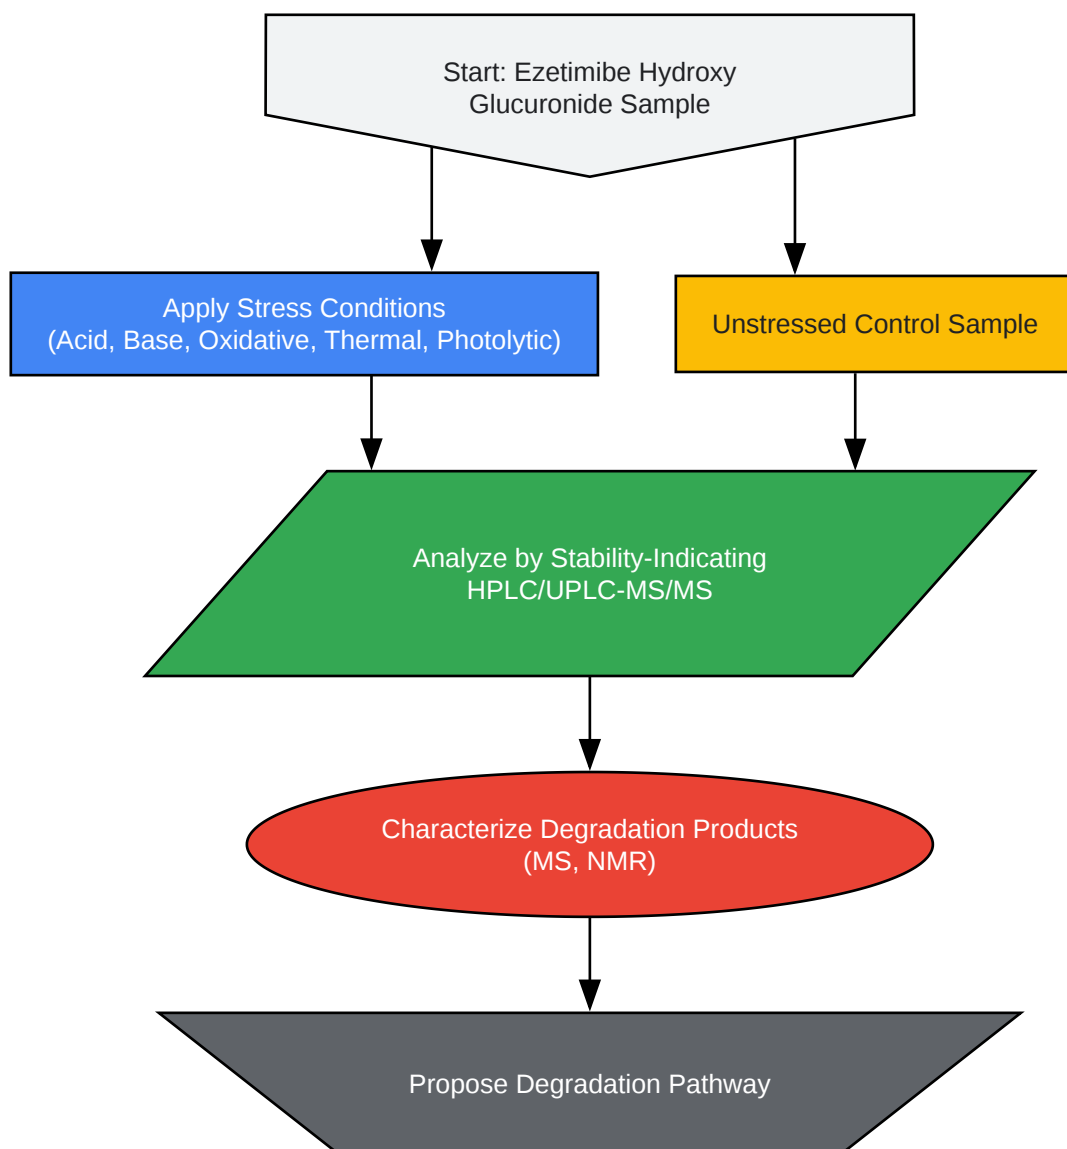 Start: Ezetimibe Hydroxy
Glucuronide Sample
Apply Stress Conditions
(Acid, Base, Oxidative, Thermal, Photolytic)
Unstressed Control Sample
Analyze by Stability-Indicating
HPLC/UPLC-MS/MS
Characterize Degradation Products
(MS, NMR)
Propose Degradation Pathway